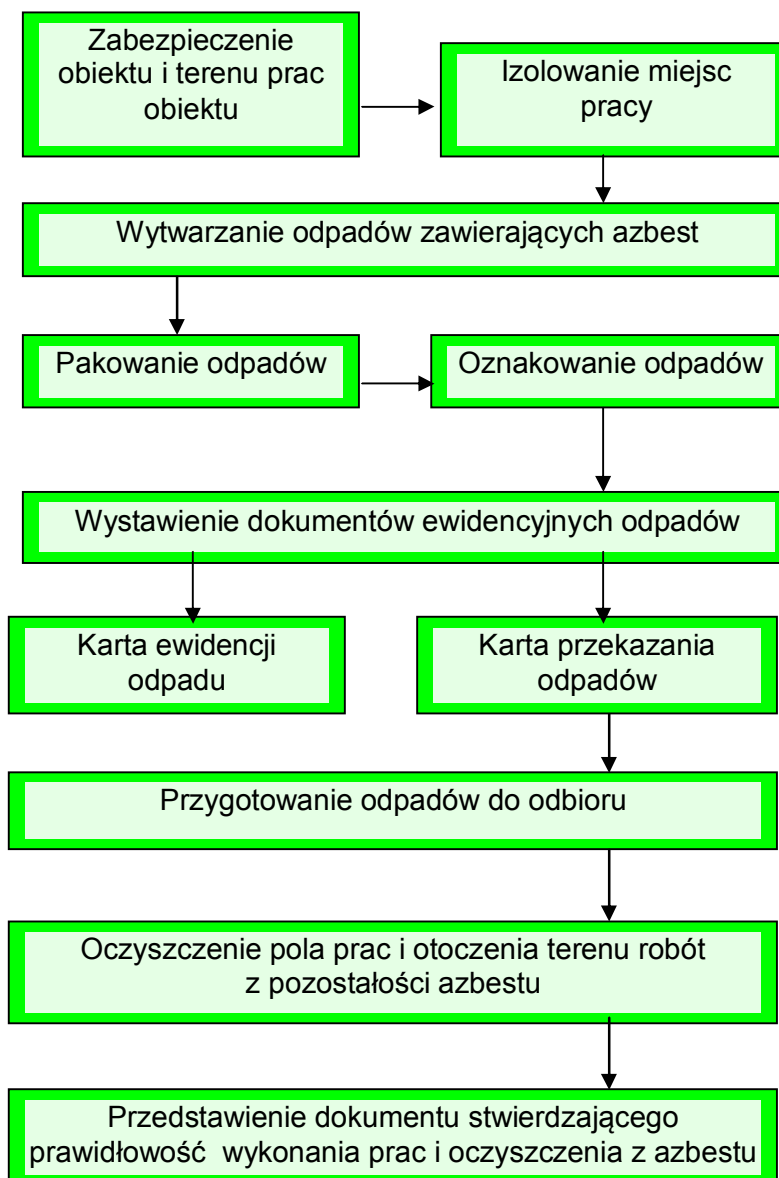 Zabezpieczenie
obiektu i terenu prac
obiektu
Izolowanie miejsc
pracy
Wytwarzanie odpadów zawierających azbest
Pakowanie odpadów
Oznakowanie odpadów
Wystawienie dokumentów ewidencyjnych odpadów
Karta ewidencji
odpadu
Karta przekazania
odpadów
Przygotowanie odpadów do odbioru
Oczyszczenie pola prac i otoczenia terenu robót
z pozostałości azbestu
Przedstawienie dokumentu stwierdzającego
prawidłowość wykonania prac i oczyszczenia z azbestu